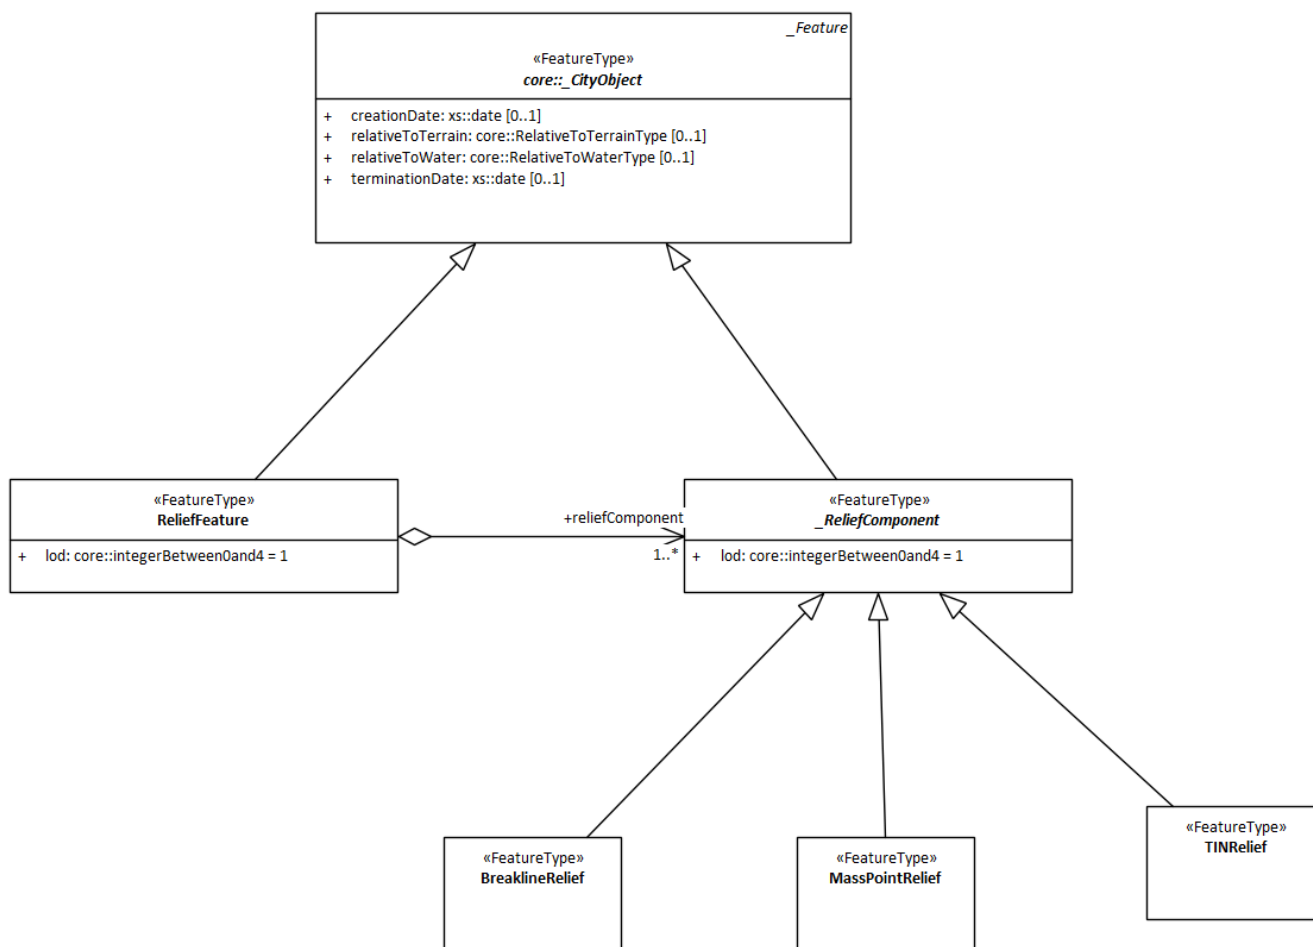 _Feature
«FeatureType»
core::_CityObject
+ creationDate: xs::date [0..1]
+ relativeToTerrain: core::RelativeToTerrainType [0..1]
+ relativeToWater: core::RelativeToWaterType [0..1]
+ terminationDate: xs::date [0..1]
«FeatureType»
ReliefFeature
+ lod: core::integerBetween0and4 = 1
+reliefComponent
1..*
«FeatureType»
_ReliefComponent
+ lod: core::integerBetween0and4 = 1
«FeatureType»
BreaklineRelief
«FeatureType»
MassPointRelief
«FeatureType»
TINRelief